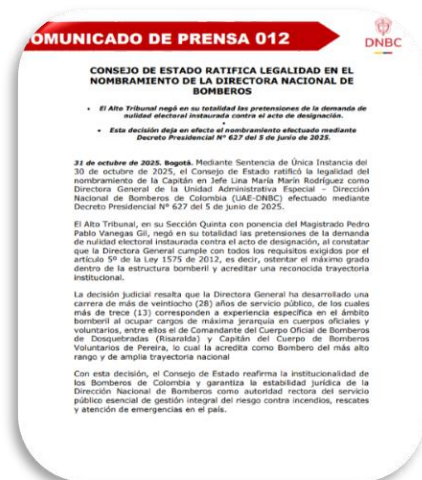 OMUNICADO DE PRENSA 012
DNBC
CONSEJO DE ESTADO RATIFICA LEGALIDAD EN EL
NOMBRAMIENTO DE LA DIRECTORA NACIONAL DE
BOMBEROS
• El Alto Tribunal negó en su totalidad las pretensiones de la demanda de
nulidad electoral instaurada contra el acto de designación.
•
• Esta decisión deja en efecto el nombramiento efectuado mediante
Decreto Presidencial N° 627 del 5 de junio de 2025.
31 de octubre de 2025. Bogotá. Mediante Sentencia de Única Instancia del
30 de octubre de 2025, el Consejo de Estado ratificó la legalidad del
nombramiento de la Capitán en Jefe Lina María Marín Rodríguez como
Directora General de la Unidad Administrativa Especial – Dirección
Nacional de Bomberos de Colombia (UAE-DNBC) efectuado mediante
Decreto Presidencial N° 627 del 5 de junio de 2025.
El Alto Tribunal, en su Sección Quinta con ponencia del Magistrado Pedro
Pablo Vanegas Gil, negó en su totalidad las pretensiones de la demanda
de nulidad electoral instaurada contra el acto de designación, al constatar
que la Directora General cumple con todos los requisitos exigidos por el
artículo 5º de la Ley 1575 de 2012, es decir, ostentar el máximo grado
dentro de la estructura bomberil y acreditar una reconocida trayectoria
institucional.
La decisión judicial resalta que la Directora General ha desarrollado una
carrera de más de veintiocho (28) años de servicio público, de los cuales
más de trece (13) corresponden a experiencia específica en el ámbito
bomberil al ocupar cargos de máxima jerarquía en cuerpos oficiales y
voluntarios, entre ellos el de Comandante del Cuerpo Oficial de Bomberos
de Dosquebradas (Risaralda) y Capitán del Cuerpo de Bomberos
Voluntarios de Pereira, lo cual la acredita como Bombero del más alto
rango y de amplia trayectoria nacional
Con esta decisión, el Consejo de Estado reafirma la institucionalidad de
los Bomberos de Colombia y garantiza la estabilidad jurídica de la
Dirección Nacional de Bomberos como autoridad rectora del servicio
público esencial de gestión integral del riesgo contra incendios, rescates
y atención de emergencias en el país.